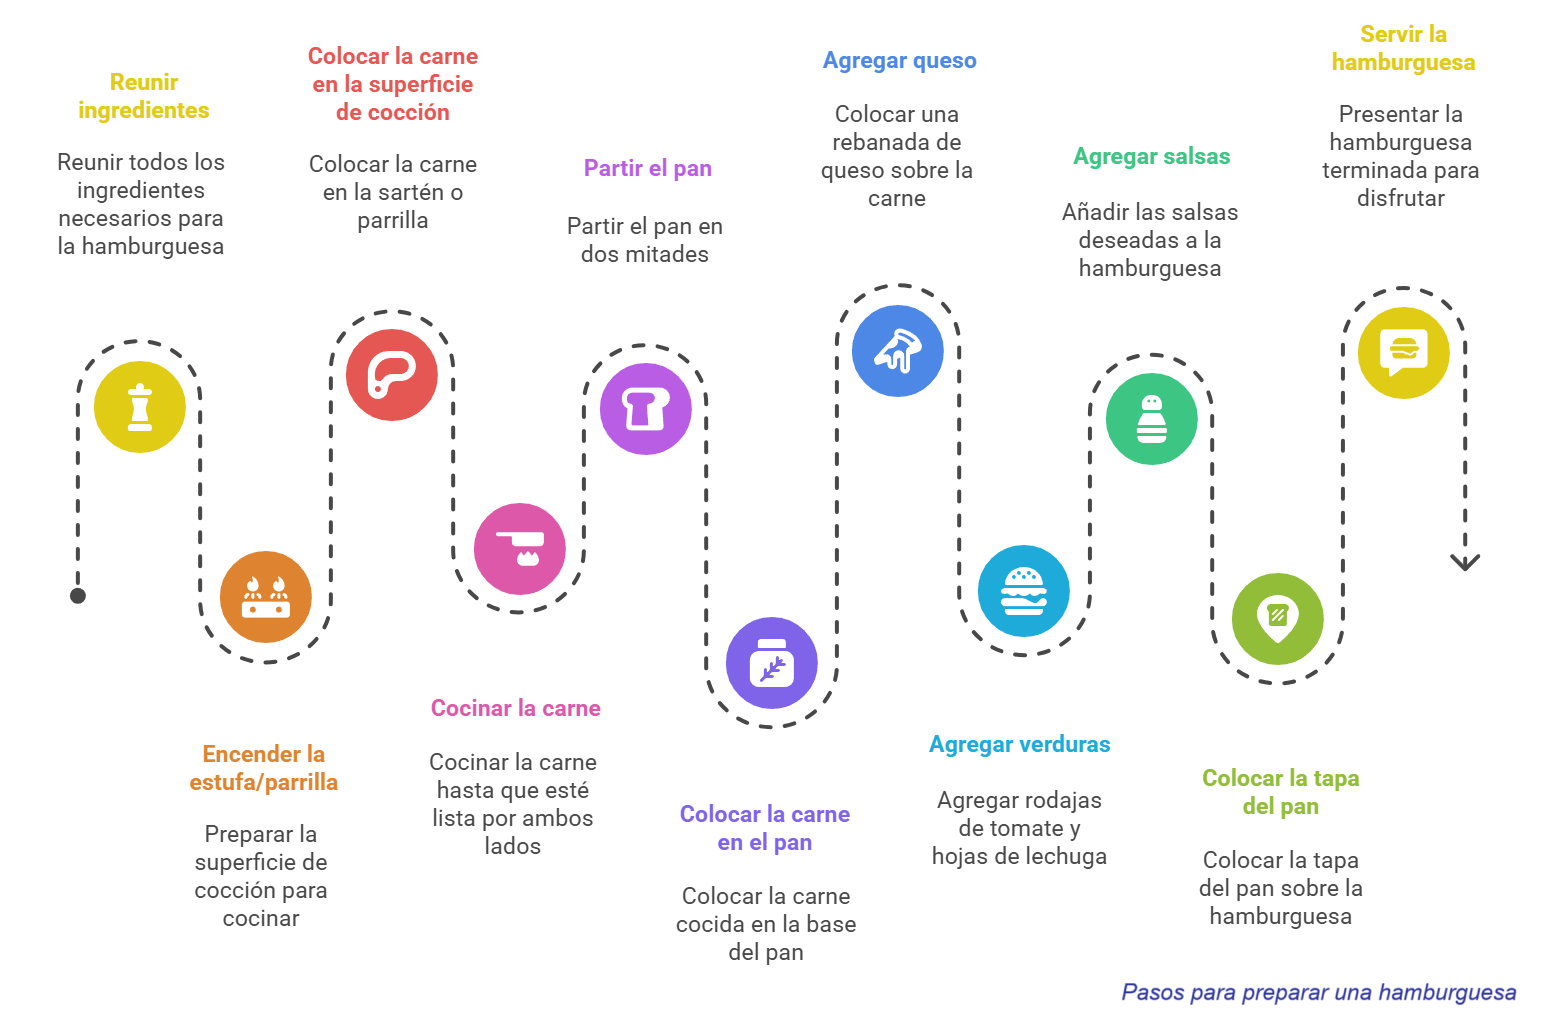 Reunir
ingredientes
Reunir todos los
ingredientes
necesarios para
la hamburguesa
Encender la
estufa/parrilla
Preparar la
superficie de
cocción para
cocinar
Colocar la carne
en la superficie
de cocción
Colocar la carne
en la sartén o
parrilla
Cocinar la carne
Cocinar la carne
hasta que esté
lista por ambos
lados
Partir el pan
Partir el pan en
dos mitades
Colocar la carne
en el pan
Colocar la carne
cocida en la base
del pan
Agregar queso
Colocar una
rebanada de
queso sobre la
carne
Agregar verduras
Agregar rodajas
de tomate y
hojas de lechuga
Agregar salsas
Añadir las salsas
deseadas a la
hamburguesa
Colocar la tapa
del pan
Colocar la tapa
del pan sobre la
hamburguesa
Servir la
hamburguesa
Presentar la
hamburguesa
terminada para
disfrutar
Pasos para preparar una hamburguesa